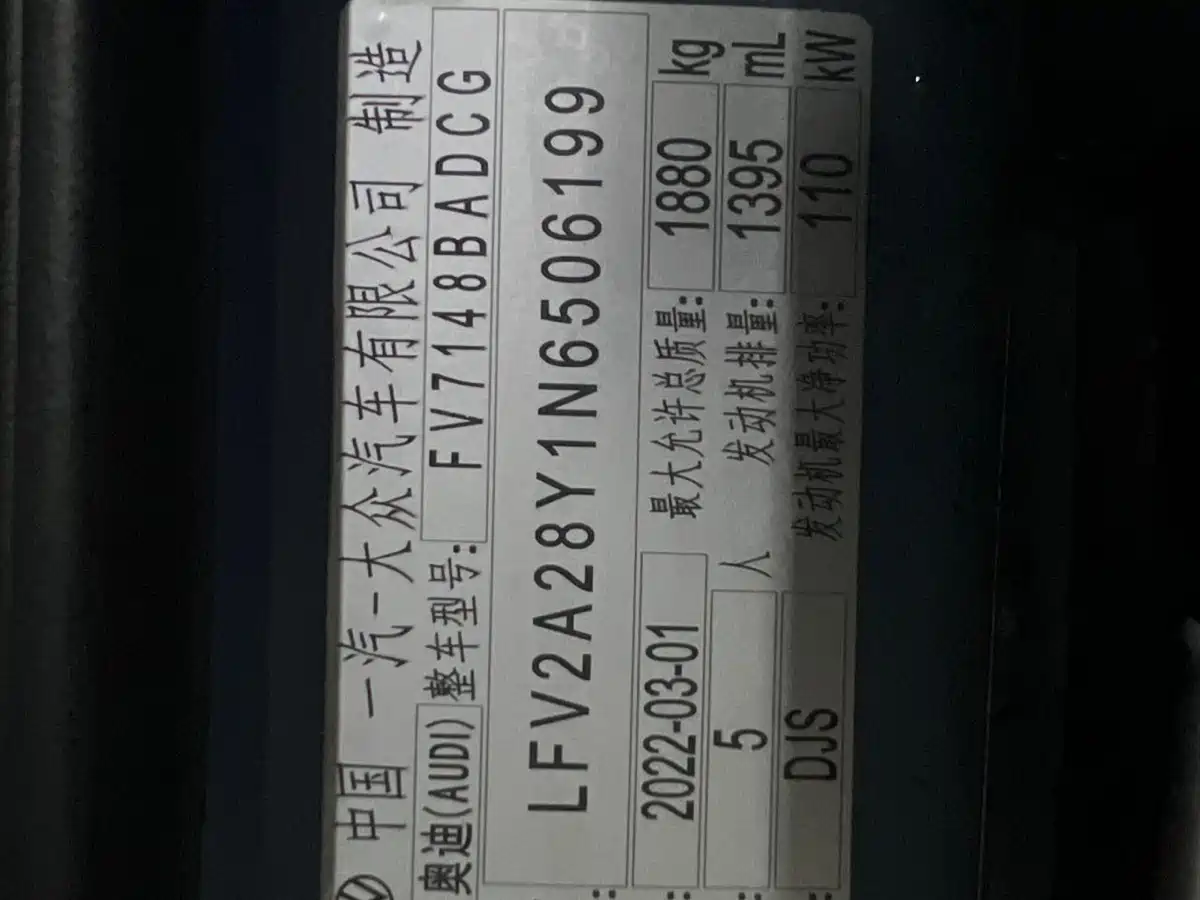 中国 一汽-大众汽车有限公司 制造
奥迪(AUDI) 整车型号: FV7148BADCG
: LFV2A28Y1N6506199
: 2022-03-01 最大允许总质量: 1880 kg
5 人 发动机排量: 1395 mL
: DJS 发动机最大净功率: 110 kW